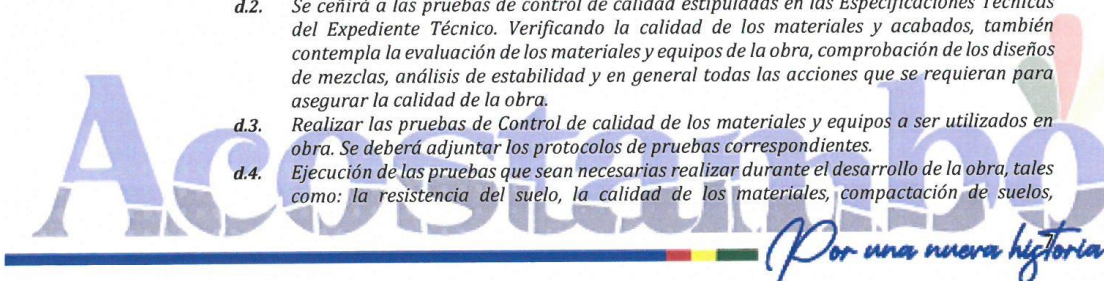 d.2. Se ceñirá a las pruebas de control de calidad estipuladas en las Especificaciones Técnicas
del Expediente Técnico. Verificando la calidad de los materiales y acabados, también
contempla la evaluación de los materiales y equipos de la obra, comprobación de los diseños
de mezclas, análisis de estabilidad y en general todas las acciones que se requieran para
asegurar la calidad de la obra.
d.3. Realizar las pruebas de Control de calidad de los materiales y equipos a ser utilizados en
obra. Se deberá adjuntar los protocolos de pruebas correspondientes.
d.4. Ejecución de las pruebas que sean necesarias realizar durante el desarrollo de la obra, tales
como: la resistencia del suelo, la calidad de los materiales, compactación de suelos,
Acostambo
Por una nueva historia